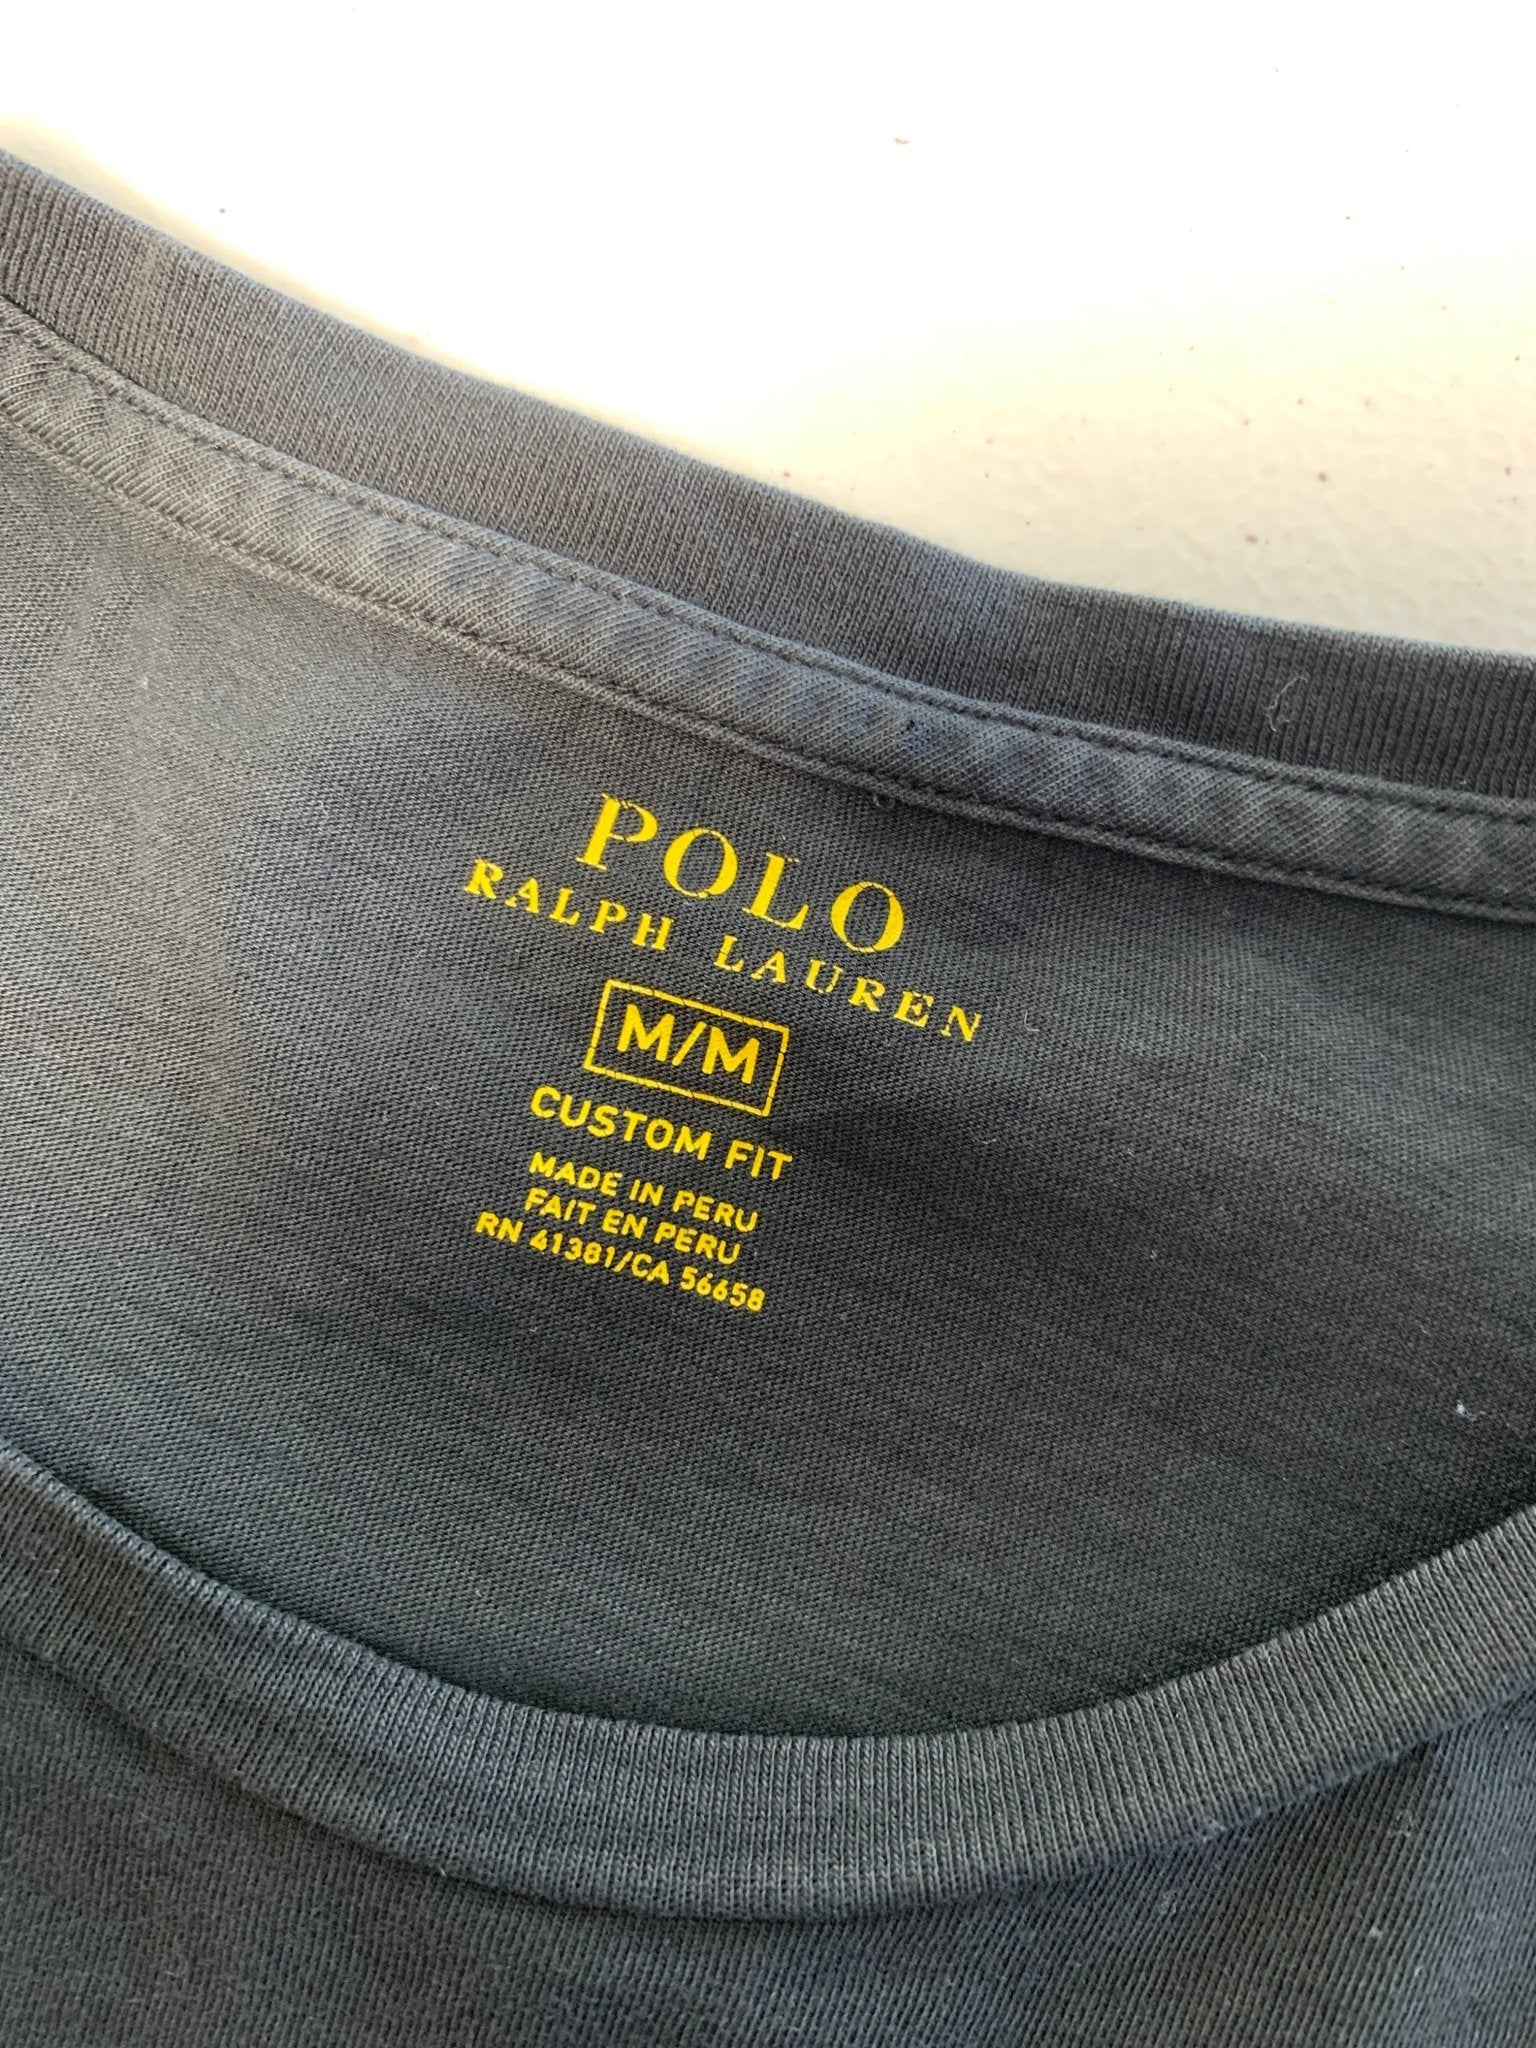 POLO
RALPH LAUREN
M/M
CUSTOM FIT
MADE IN PERU
FAIT EN PERU
RN 41381/CA 56658